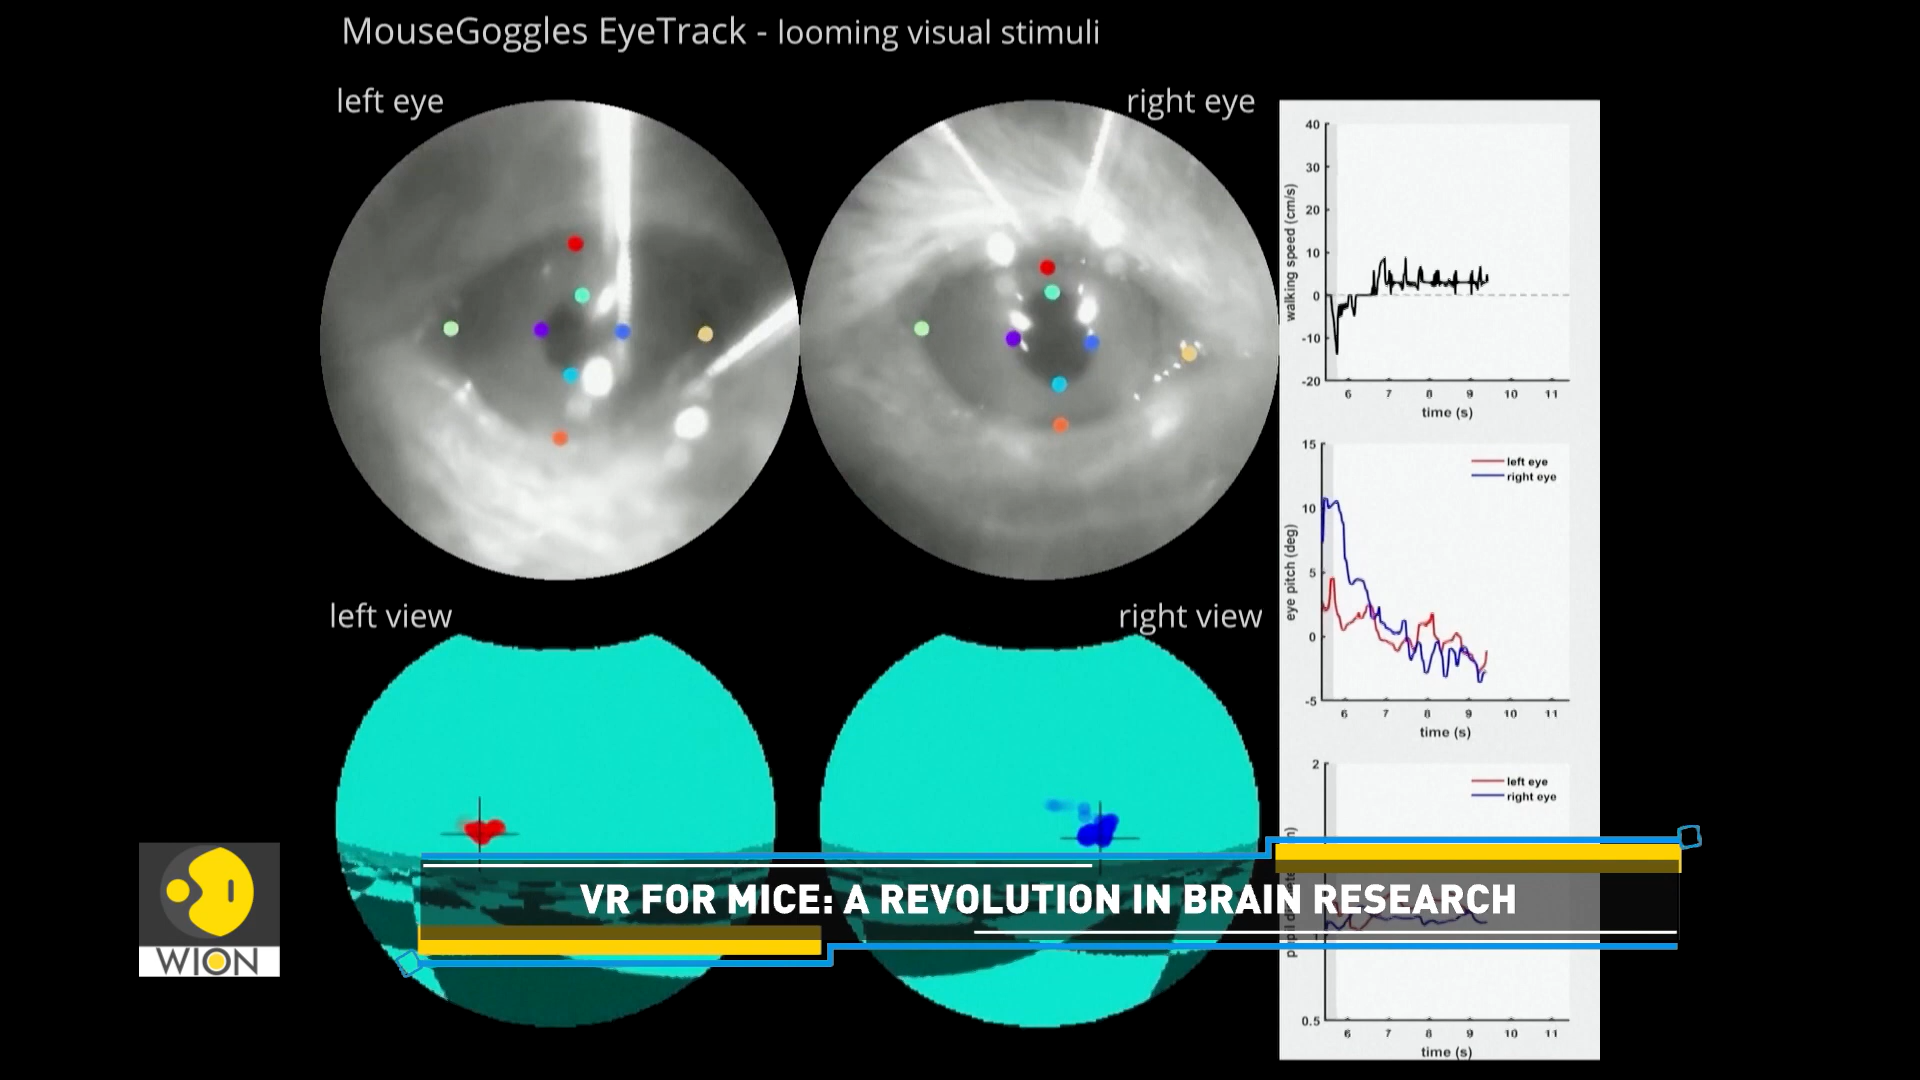 MouseGoggles EyeTrack - looming visual stimuli
left eye
right eye
40
30
20
10
0
-10
-20
walking speed (cm/s)
6 7 8 9 10 11
time (s)
15
10
5
0
-5
eye pitch (deg)
left eye
right eye
6 7 8 9 10 11
time (s)
left view
right view
2
0.5
left eye
right eye
6 7 8 9 10 11
time (s)
VR FOR MICE: A REVOLUTION IN BRAIN RESEARCH
WION